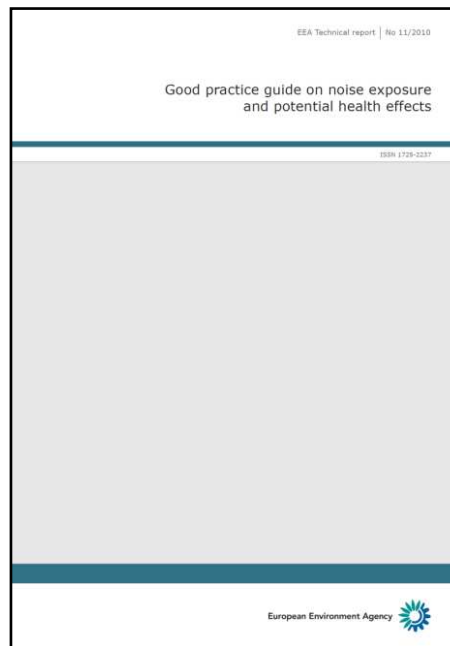 EEA Technical report | No 11/2010
Good practice guide on noise exposure
and potential health effects
ISSN 1725-2237
European Environment Agency